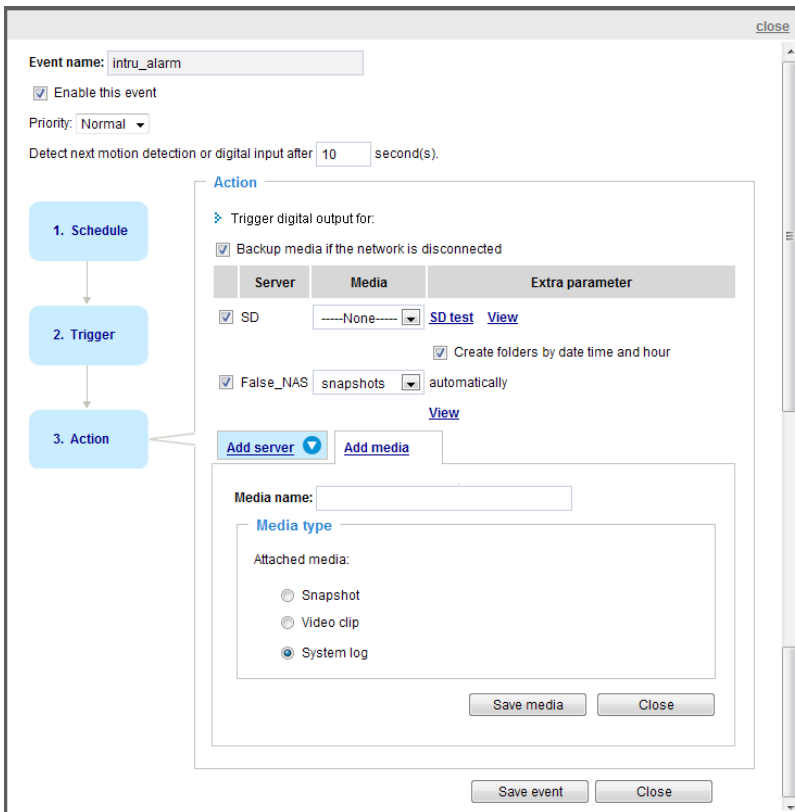 close
Event name: intru_alarm
Enable this event
Priority: Normal
Detect next motion detection or digital input after 10 second(s).
1. Schedule
2. Trigger
3. Action
Action
Trigger digital output for:
Backup media if the network is disconnected
Server Media Extra parameter
SD -----None----- SD test View
Create folders by date time and hour
False_NAS snapshots automatically
View
Add server Add media
Media name:
Media type
Attached media:
Snapshot
Video clip
System log
Save media Close
Save event Close